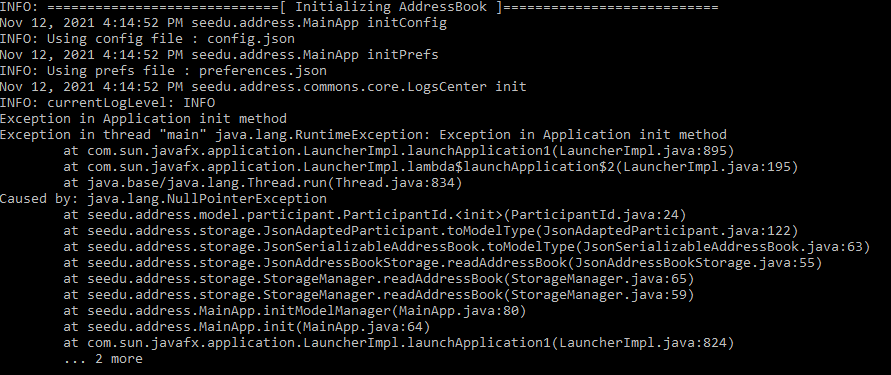 INFO: =============================[ Initializing AddressBook ]===========================
Nov 12, 2021 4:14:52 PM seedu.address.MainApp initConfig
INFO: Using config file : config.json
Nov 12, 2021 4:14:52 PM seedu.address.MainApp initPrefs
INFO: Using prefs file : preferences.json
Nov 12, 2021 4:14:52 PM seedu.address.commons.core.LogsCenter init
INFO: currentLogLevel: INFO
Exception in Application init method
Exception in thread "main" java.lang.RuntimeException: Exception in Application init method
        at com.sun.javafx.application.LauncherImpl.launchApplication1(LauncherImpl.java:895)
        at com.sun.javafx.application.LauncherImpl.lambda$launchApplication$2(LauncherImpl.java:195)
        at java.base/java.lang.Thread.run(Thread.java:834)
Caused by: java.lang.NullPointerException
        at seedu.address.model.participant.ParticipantId.<init>(ParticipantId.java:24)
        at seedu.address.storage.JsonAdaptedParticipant.toModelType(JsonAdaptedParticipant.java:122)
        at seedu.address.storage.JsonSerializableAddressBook.toModelType(JsonSerializableAddressBook.java:63)
        at seedu.address.storage.JsonAddressBookStorage.readAddressBook(JsonAddressBookStorage.java:55)
        at seedu.address.storage.StorageManager.readAddressBook(StorageManager.java:65)
        at seedu.address.storage.StorageManager.readAddressBook(StorageManager.java:59)
        at seedu.address.MainApp.initModelManager(MainApp.java:80)
        at seedu.address.MainApp.init(MainApp.java:64)
        at com.sun.javafx.application.LauncherImpl.launchApplication1(LauncherImpl.java:824)
        ... 2 more